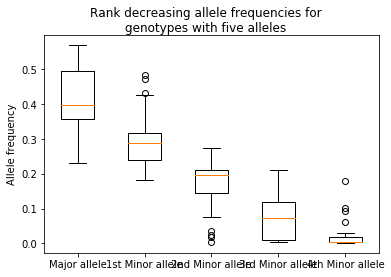 Rank decreasing allele frequencies for
genotypes with five alleles
Allele frequency
0.5
0.4
0.3
0.2
0.1
0.0
Major allele 1st Minor allele 2nd Minor allele 3rd Minor allele 4th Minor allele